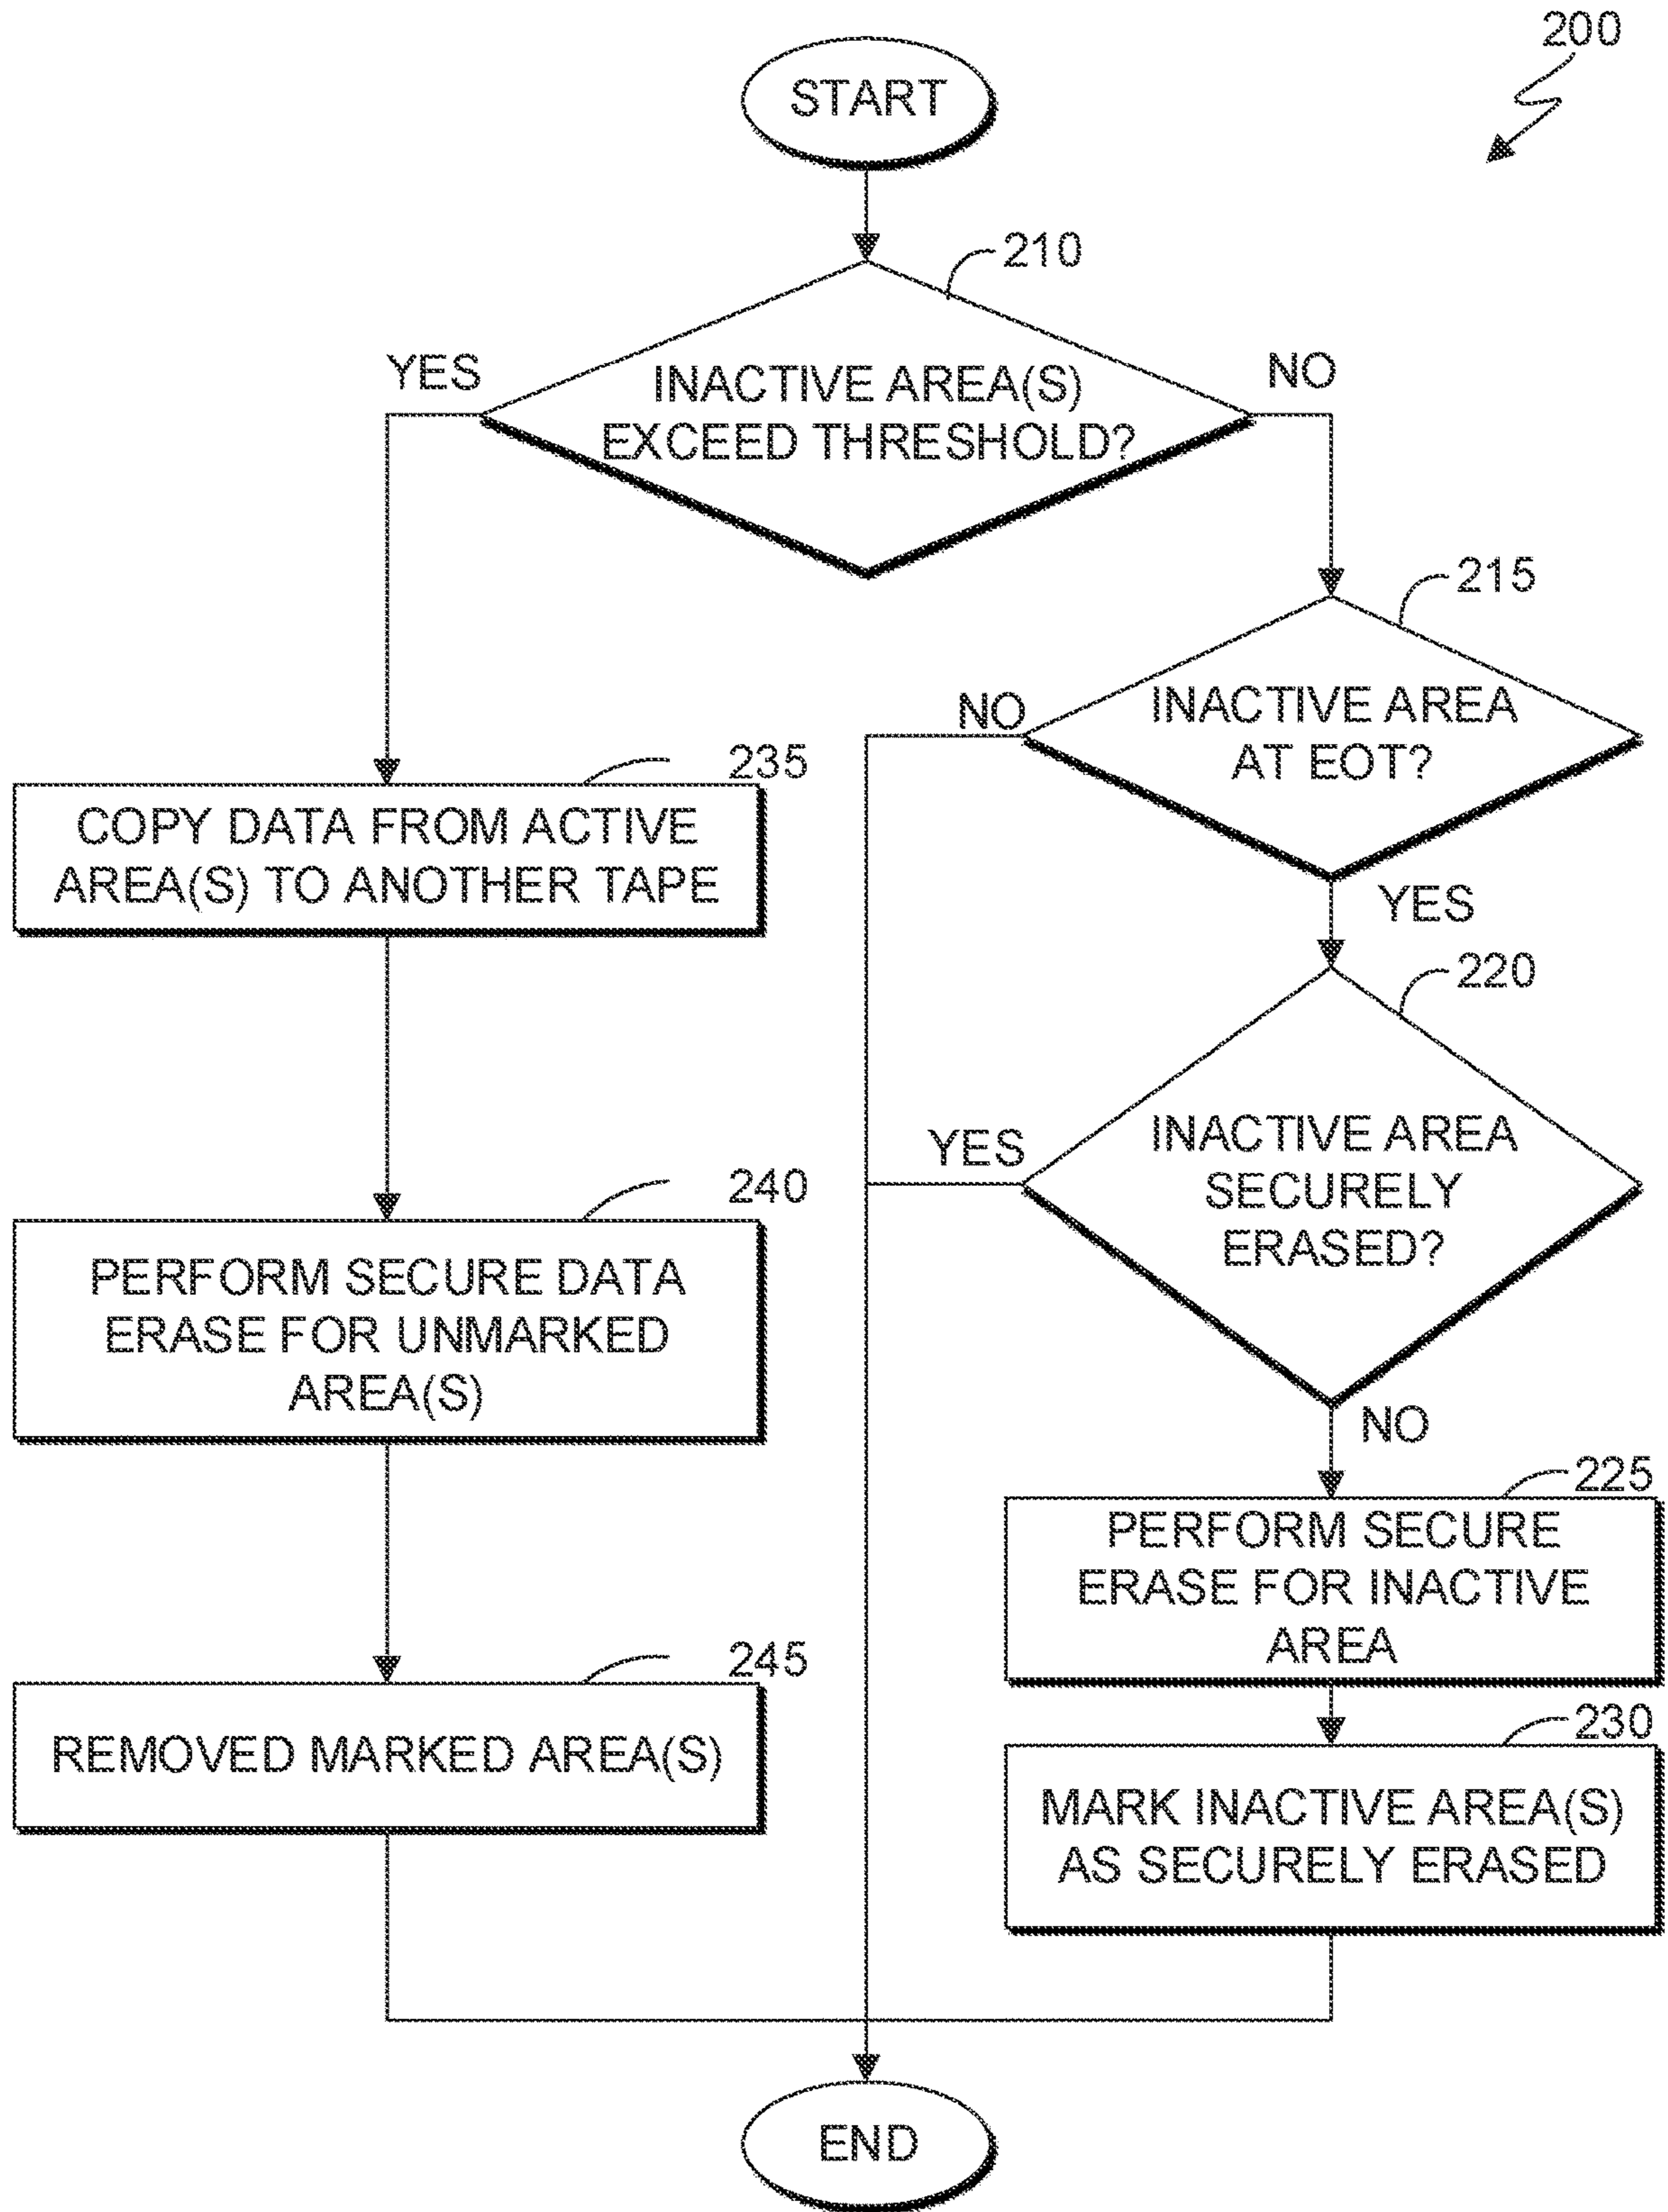 200
START
210
YES
NO
INACTIVE AREA(S)
EXCEED THRESHOLD?
215
NO
INACTIVE AREA
AT EOT?
YES
235
COPY DATA FROM ACTIVE
AREA(S) TO ANOTHER TAPE
220
YES
INACTIVE AREA
SECURELY
ERASED?
NO
240
PERFORM SECURE DATA
ERASE FOR UNMARKED
AREA(S)
225
PERFORM SECURE
ERASE FOR INACTIVE
AREA
245
REMOVED MARKED AREA(S)
230
MARK INACTIVE AREA(S)
AS SECURELY ERASED
END